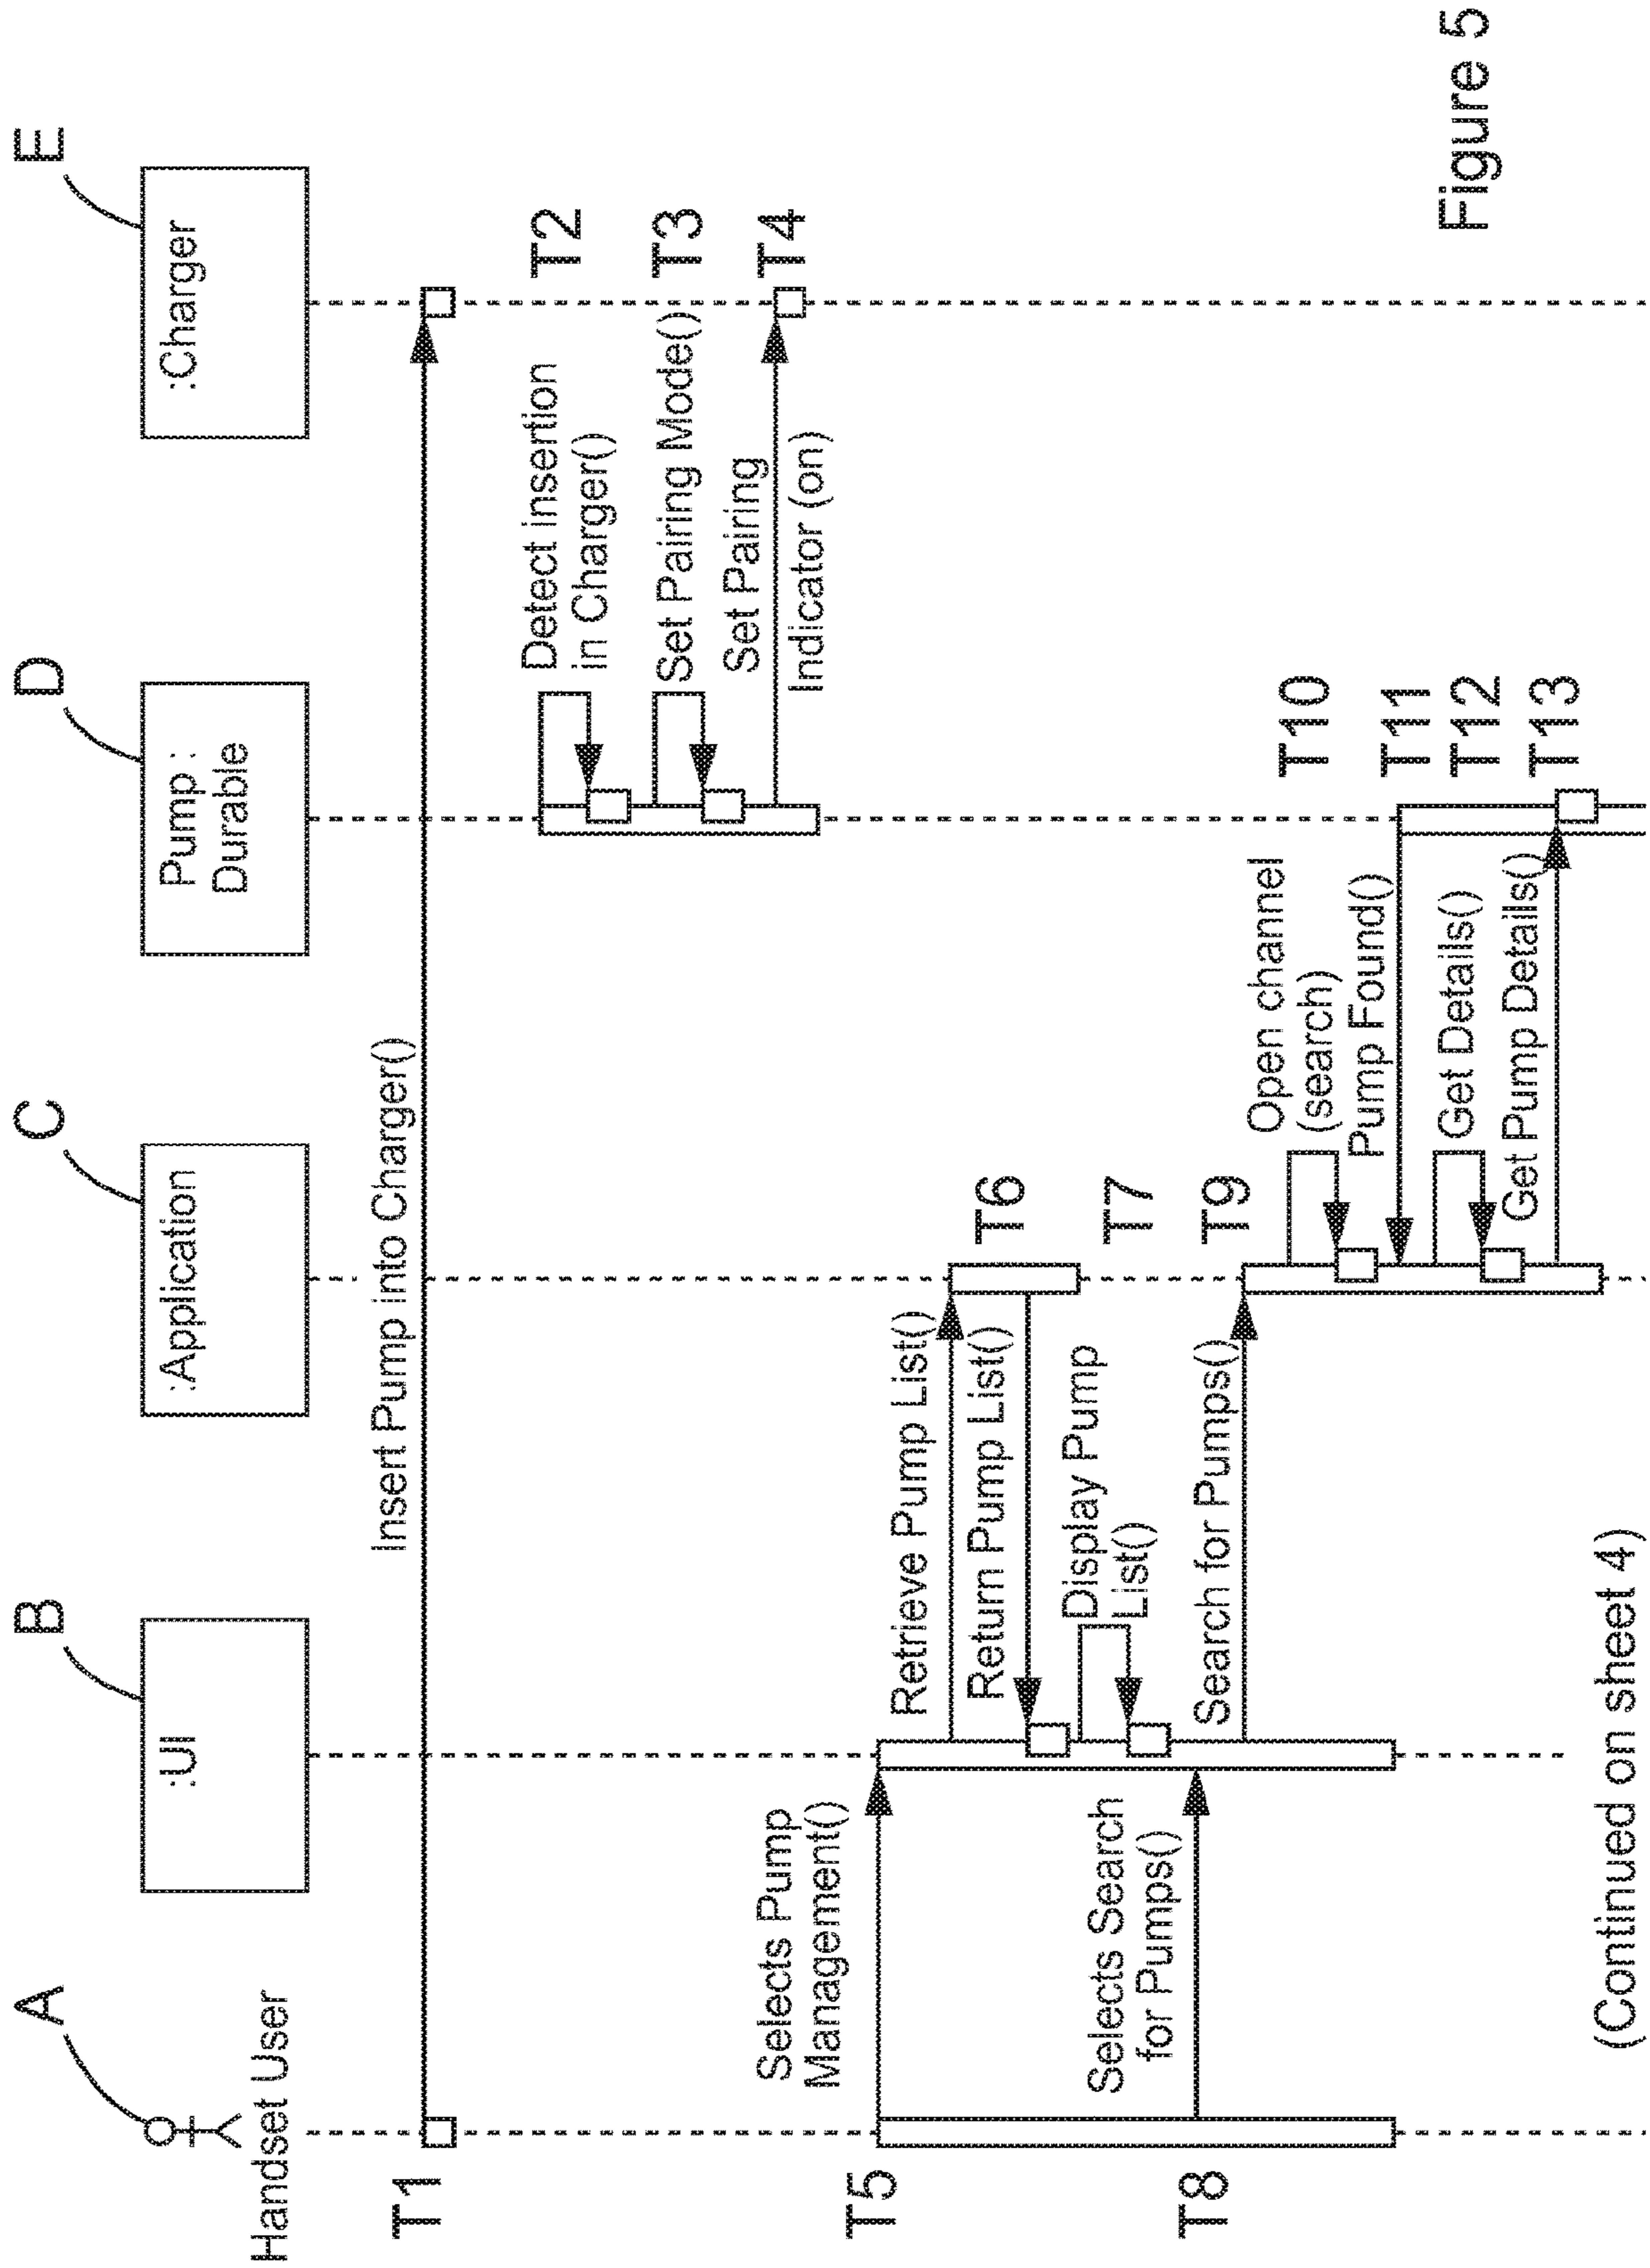 A
B
C
D
E
Handset User
:UI
:Application
Pump :
Durable
:Charger
T1
Insert Pump into Charger()
Detect insertion
in Charger()
T2
Set Pairing Mode()
T3
Set Pairing
Indicator (on)
T4
T5
Selects Pump
Management()
Retrieve Pump List()
Return Pump List()
T6
Display Pump
List()
T7
T8
Selects Search
for Pumps()
Search for Pumps()
T9
Open channel
(search)
T10
Pump Found()
T11
Get Details()
T12
Get Pump Details()
T13
(Continued on sheet 4)
Figure 5